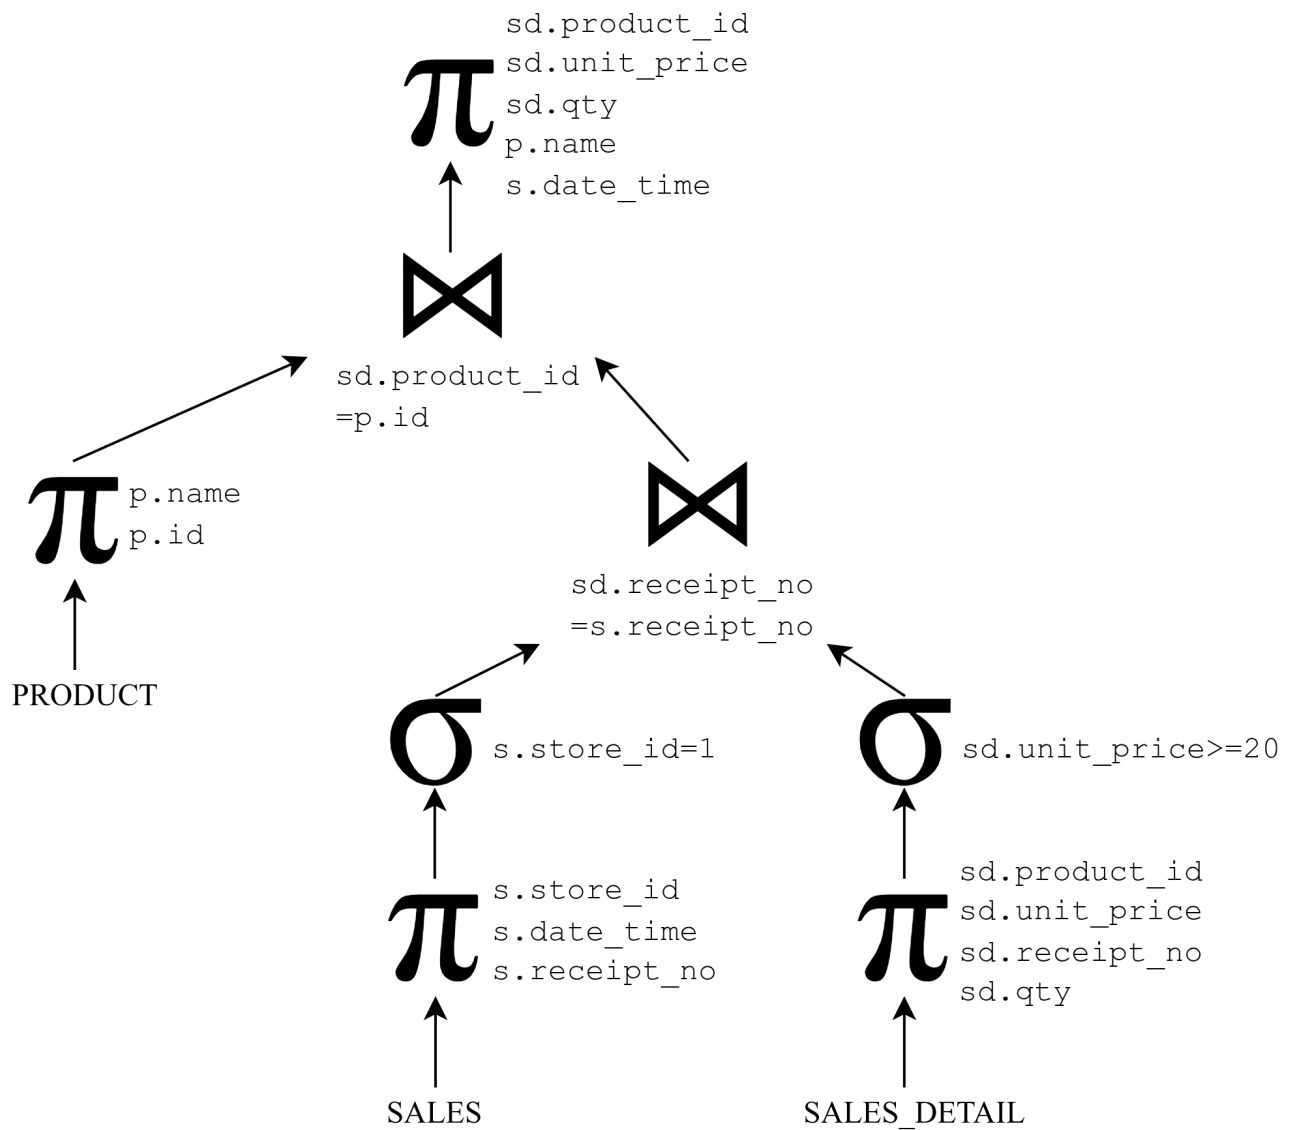 sd.product_id
sd.unit_price
sd.qty
p.name
s.date_time
π
⋈
sd.product_id
=p.id
π
p.name
p.id
PRODUCT
⋈
sd.receipt_no
=s.receipt_no
σ
s.store_id=1
σ
sd.unit_price>=20
π
s.store_id
s.date_time
s.receipt_no
π
sd.product_id
sd.unit_price
sd.receipt_no
sd.qty
SALES
SALES_DETAIL